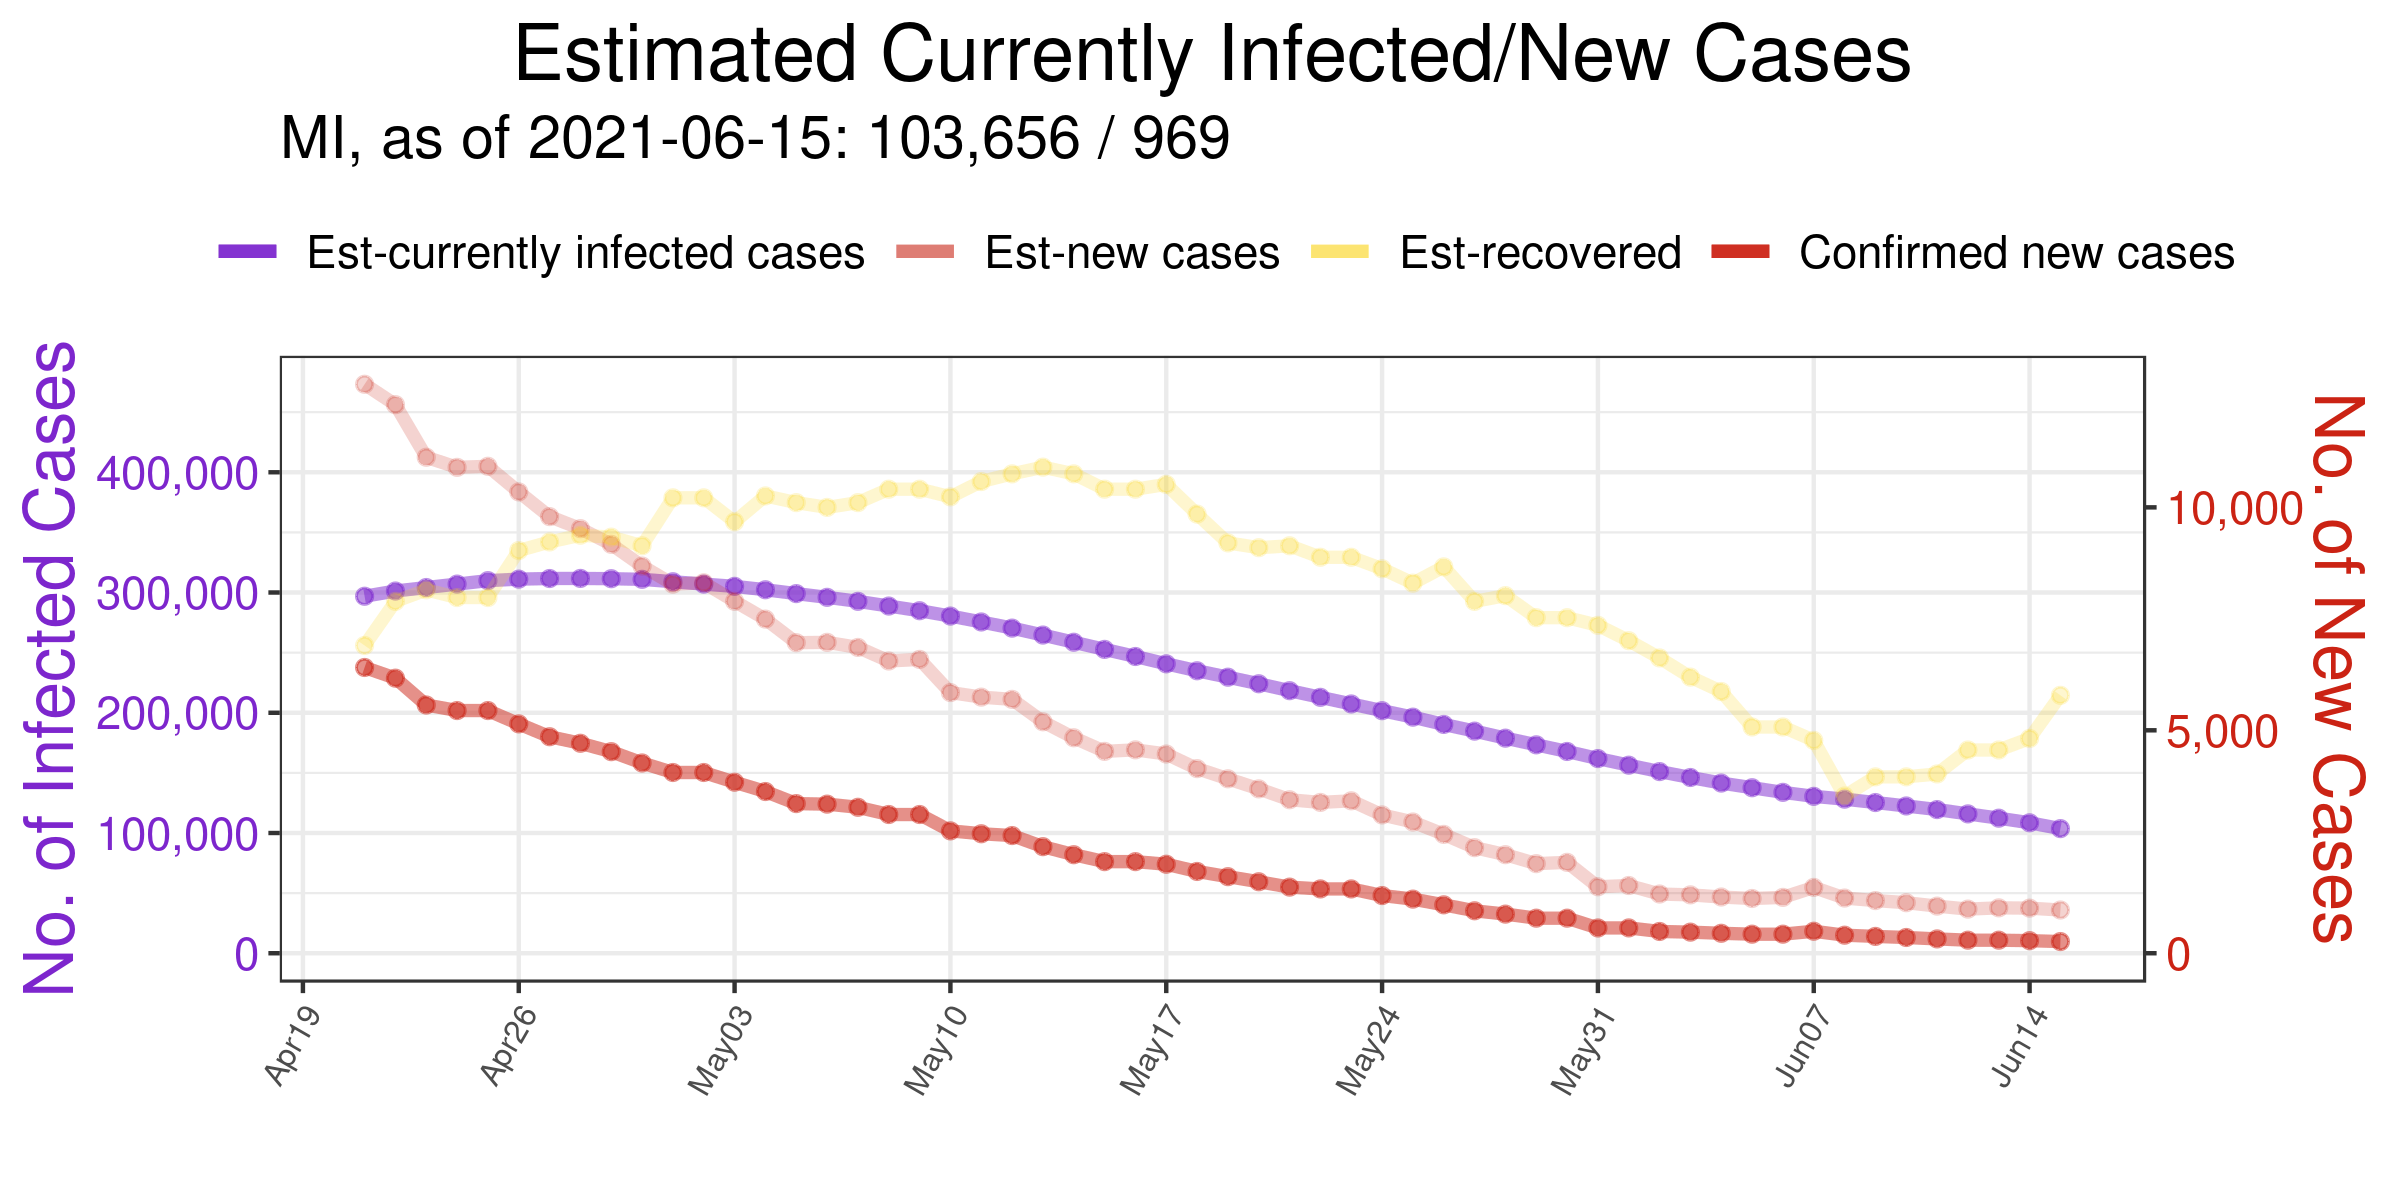 Estimated Currently Infected/New Cases
MI, as of 2021-06-15: 103,656 / 969
Est-currently infected cases
Est-new cases
Est-recovered
Confirmed new cases
No. of Infected Cases
400,000
300,000
200,000
100,000
0
No. of New Cases
10,000
5,000
0
Apr19
Apr26
May03
May10
May17
May24
May31
Jun07
Jun14